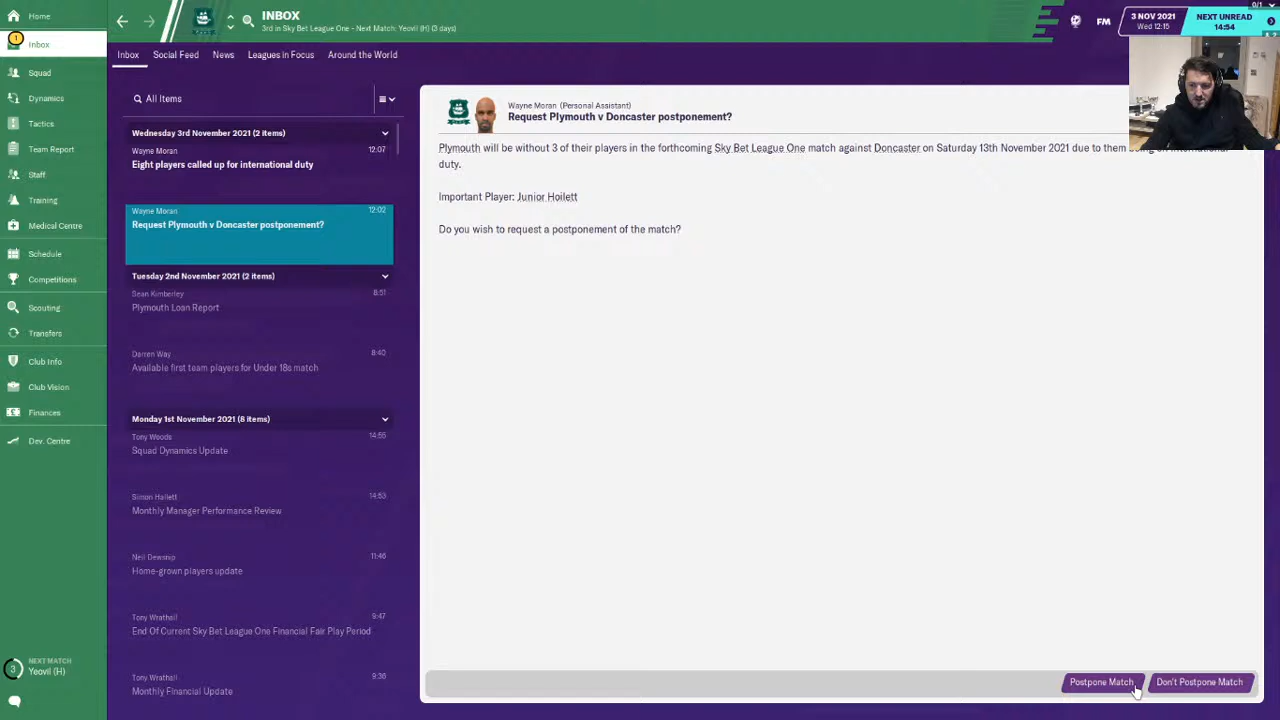 Home
INBOX
3rd in Sky Bet League One - Next Match: Yeovil (H) (3 days)
FM
3 NOV 2021
Wed 12:15
NEXT UNREAD
14:54
0/1
1
Inbox
Squad
Dynamics
Tactics
Team Report
Staff
Training
Medical Centre
Schedule
Competitions
Scouting
Transfers
Club Info
Club Vision
Finances
Dev. Centre
3
NEXT MATCH
Yeovil (H)
Inbox
Social Feed
News
Leagues in Focus
Around the World
All Items
Wednesday 3rd November 2021 (2 items)
Wayne Moran
12:07
Eight players called up for international duty
Wayne Moran
12:02
Request Plymouth v Doncaster postponement?
Tuesday 2nd November 2021 (2 items)
Sean Kimberley
8:51
Plymouth Loan Report
Darren Way
8:40
Available first team players for Under 18s match
Monday 1st November 2021 (8 items)
Tony Woods
14:55
Squad Dynamics Update
Simon Hallett
14:53
Monthly Manager Performance Review
Neil Dewsnip
11:46
Home-grown players update
Tony Wrathall
9:47
End Of Current Sky Bet League One Financial Fair Play Period
Tony Wrathall
9:36
Monthly Financial Update
Wayne Moran (Personal Assistant)
Request Plymouth v Doncaster postponement?
Plymouth will be without 3 of their players in the forthcoming Sky Bet League One match against Doncaster on Saturday 13th November 2021 due to them being on international
duty.
Important Player: Junior Hoilett
Do you wish to request a postponement of the match?
Postpone Match
Don't Postpone Match